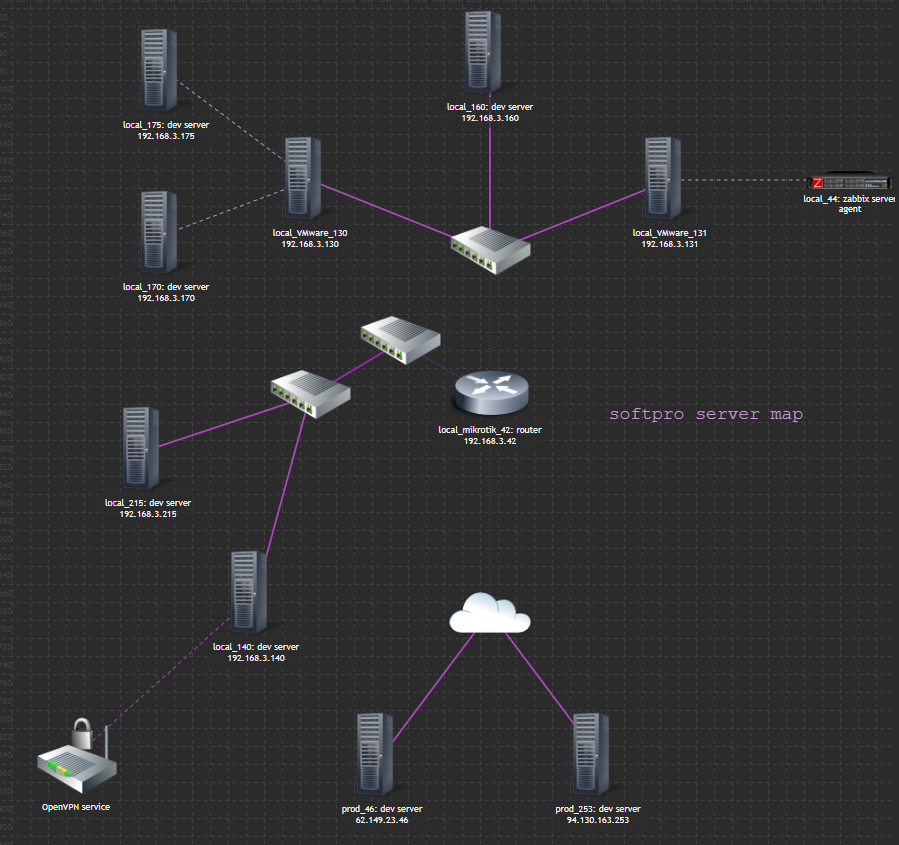 local_160: dev server
192.168.3.160
local_175: dev server
192.168.3.175
local_44: zabbix server
agent
local_VMware_130
192.168.3.130
local_VMware_131
192.168.3.131
local_170: dev server
192.168.3.170
softpro server map
local_mikrotik_42: router
192.168.3.42
local_215: dev server
192.168.3.215
local_140: dev server
192.168.3.140
OpenVPN service
prod_46: dev server
62.149.23.46
prod_253: dev server
94.130.163.253